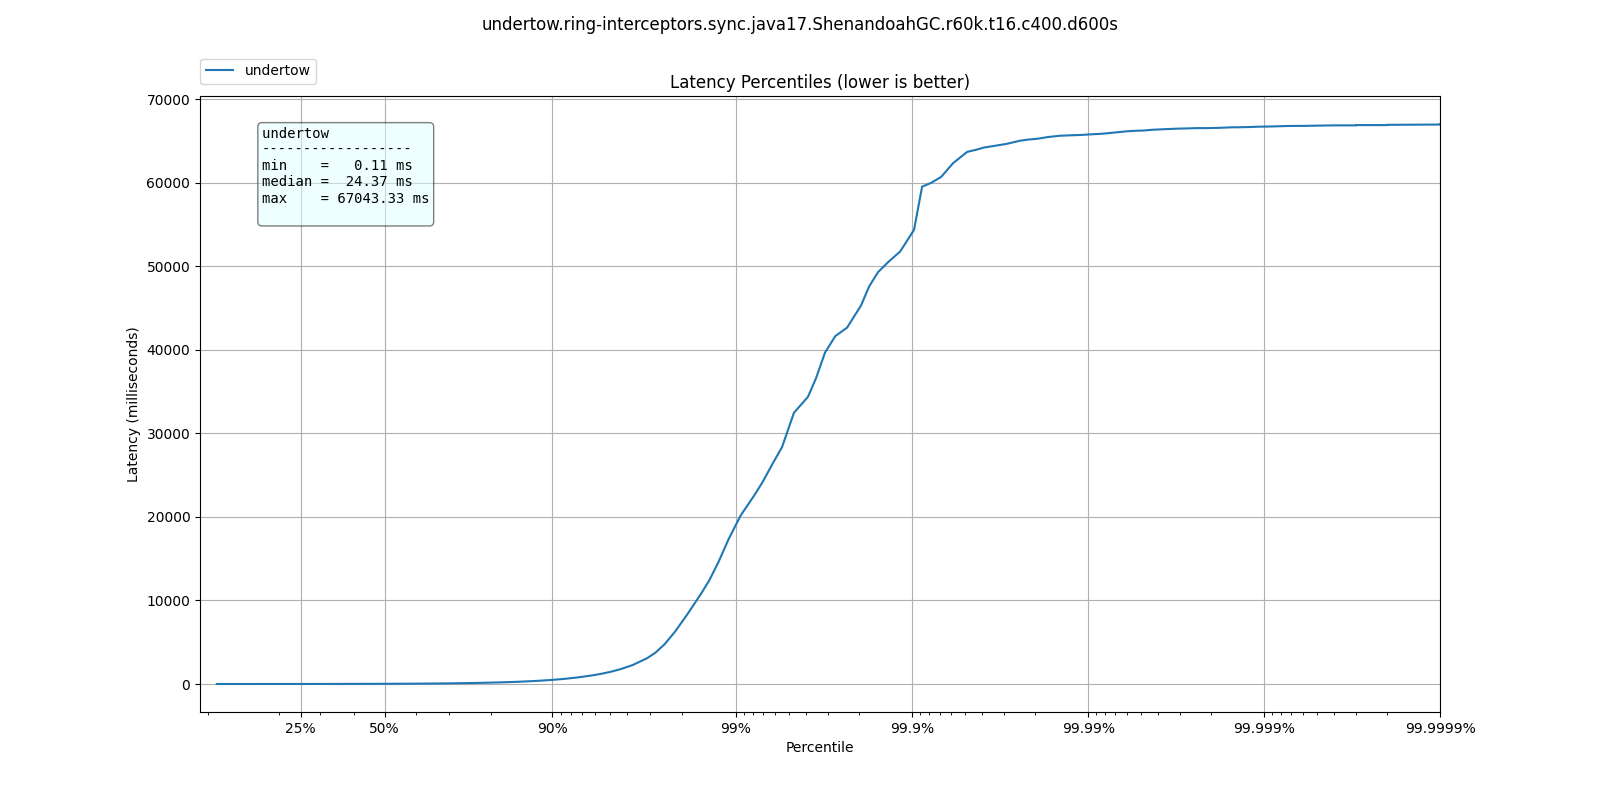 undertow.ring-interceptors.sync.java17.ShenandoahGC.r60k.t16.c400.d600s
undertow
Latency Percentiles (lower is better)
undertow
------------------
min    =   0.11 ms
median =  24.37 ms
max    = 67043.33 ms
70000
60000
50000
40000
30000
20000
10000
0
Latency (milliseconds)
25% 50% 90% 99% 99.9% 99.99% 99.999% 99.9999%
Percentile